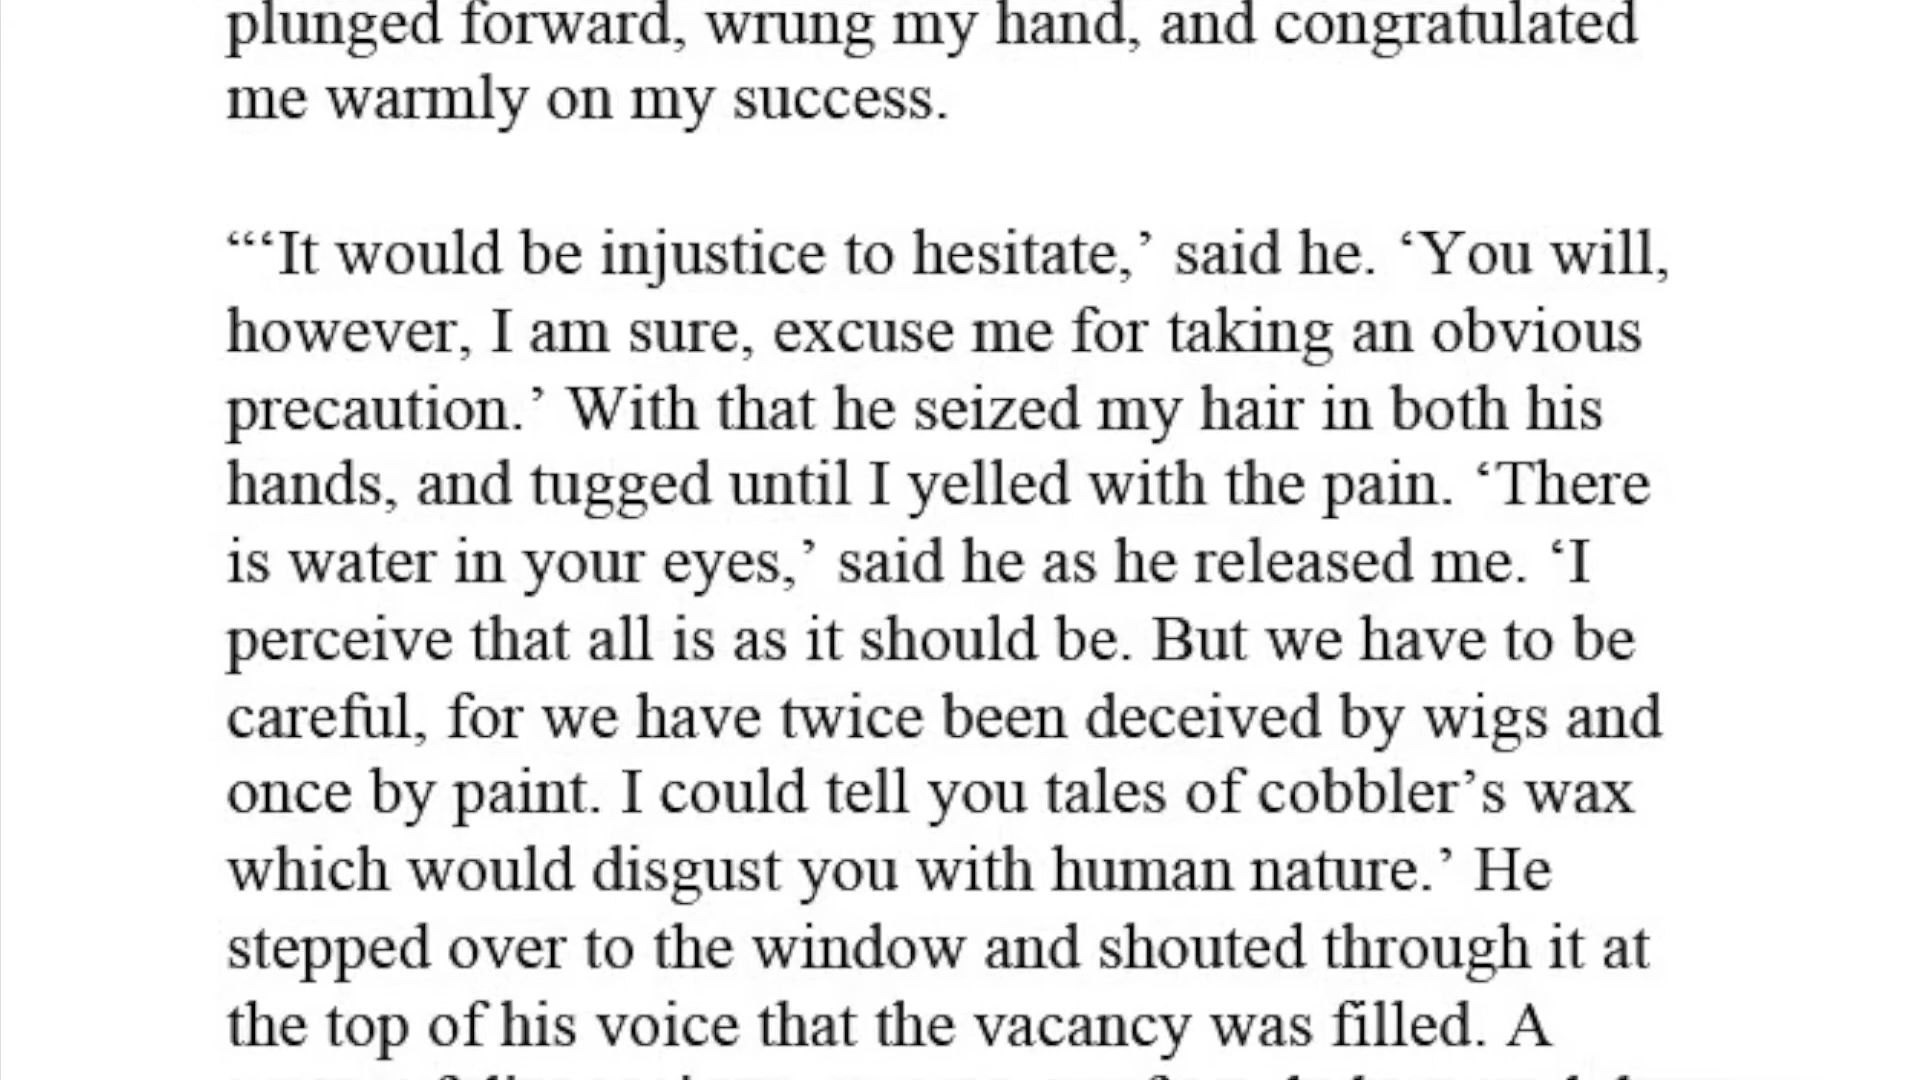 plunged forward, wrung my hand, and congratulated
me warmly on my success.
“‘It would be injustice to hesitate,’ said he. ‘You will,
however, I am sure, excuse me for taking an obvious
precaution.’ With that he seized my hair in both his
hands, and tugged until I yelled with the pain. ‘There
is water in your eyes,’ said he as he released me. ‘I
perceive that all is as it should be. But we have to be
careful, for we have twice been deceived by wigs and
once by paint. I could tell you tales of cobbler’s wax
which would disgust you with human nature.’ He
stepped over to the window and shouted through it at
the top of his voice that the vacancy was filled. A